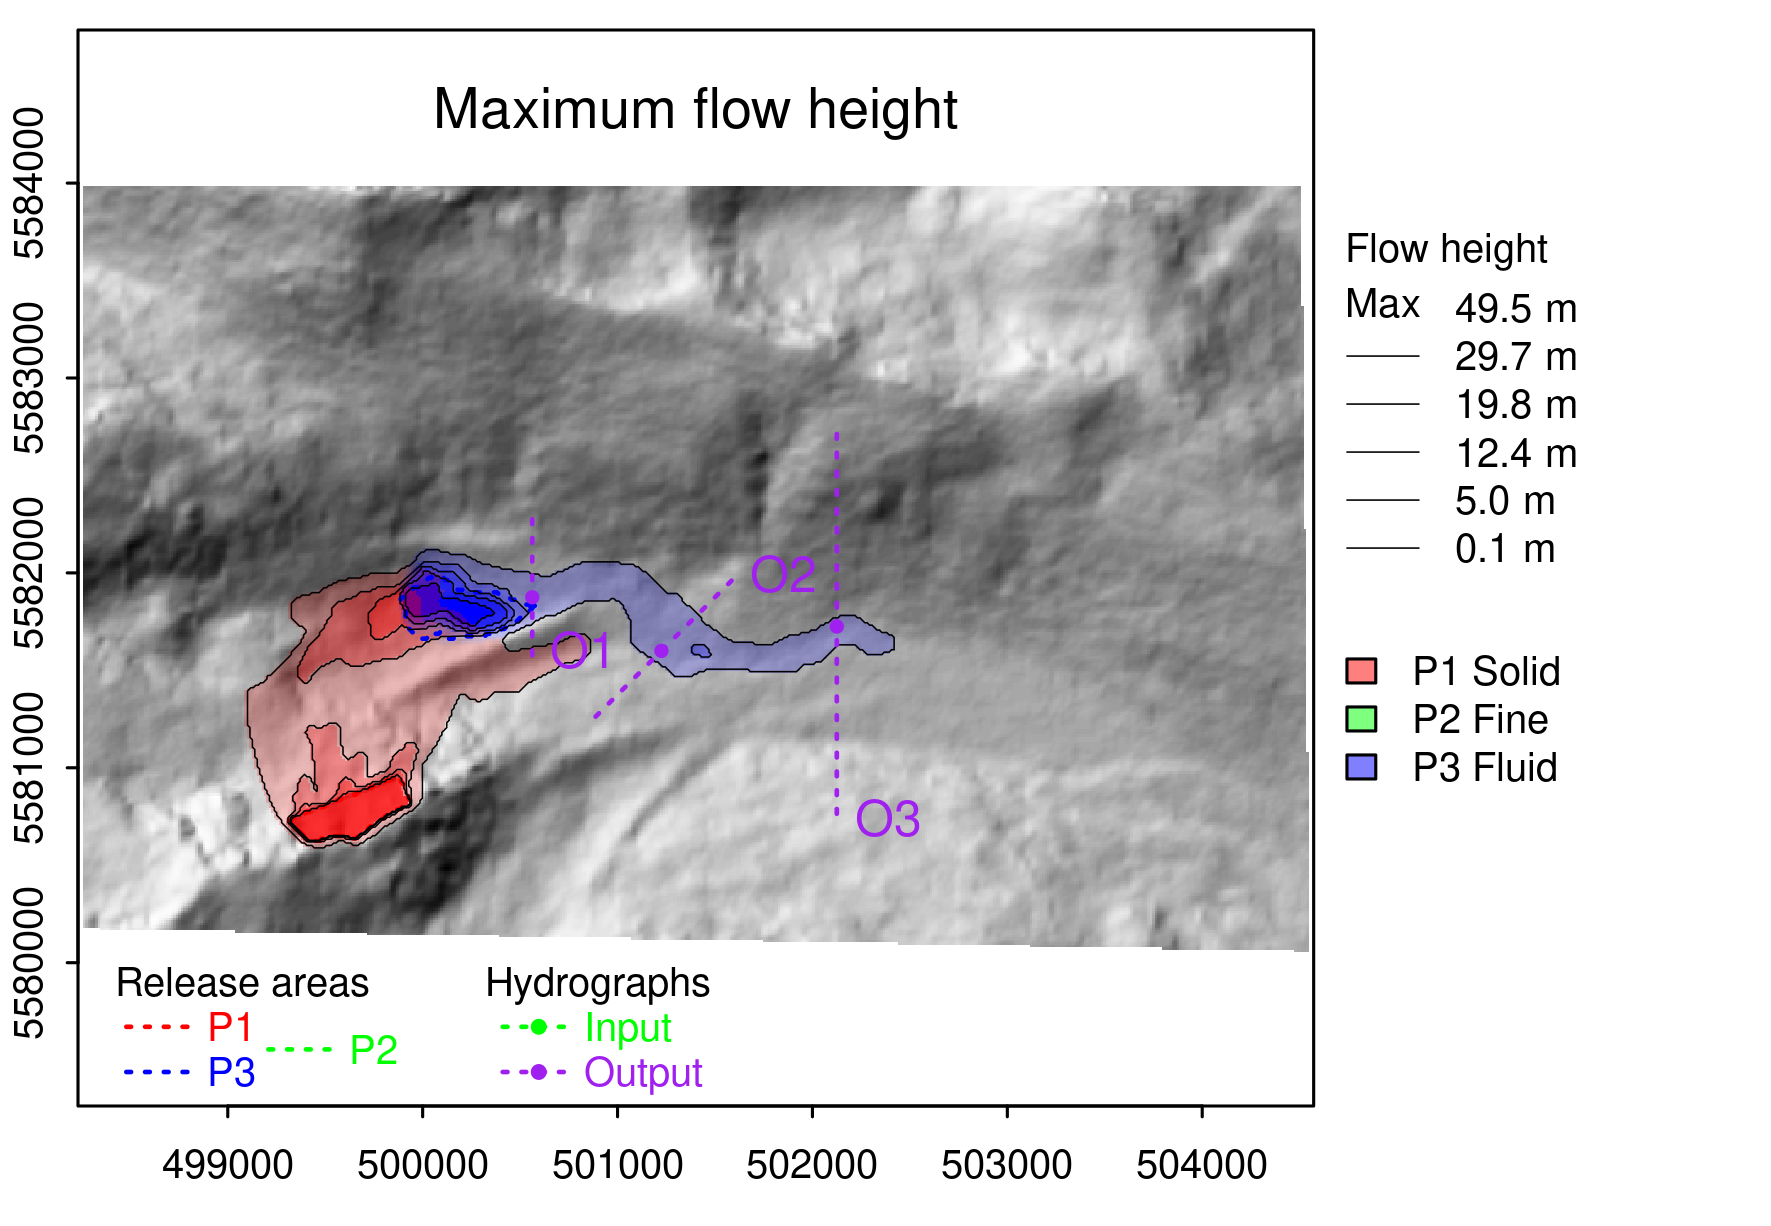 Maximum flow height
5584000
5583000
5582000
5581000
5580000
O1
O2
O3
Release areas
P1
P2
P3
Hydrographs
Input
Output
499000 500000 501000 502000 503000 504000
Flow height
Max 49.5 m
29.7 m
19.8 m
12.4 m
5.0 m
0.1 m
P1 Solid
P2 Fine
P3 Fluid